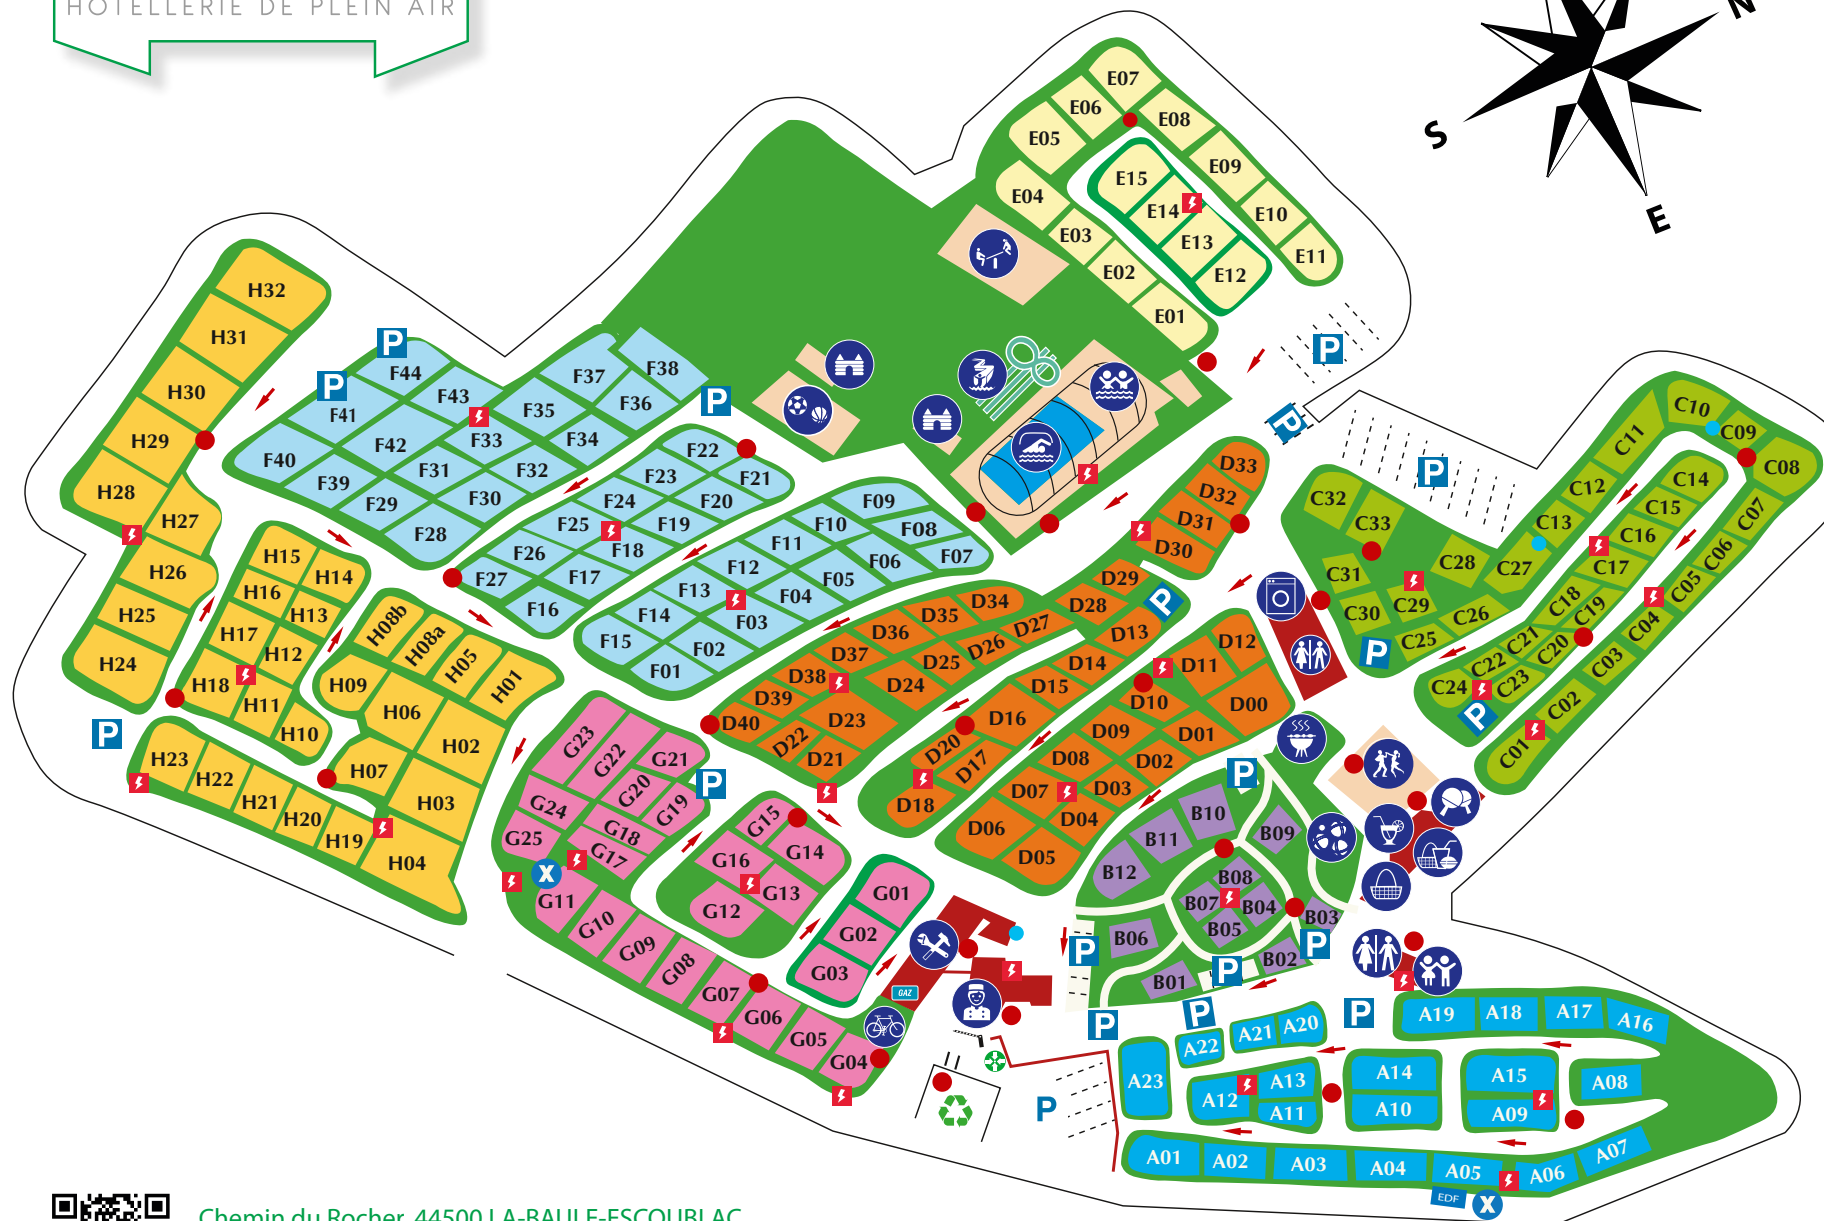 HÔTELLERIE DE PLEIN AIR
N
S
E
E07
E06
E08
E05
E09
E15
E04
E14
E10
E03
E13
E11
E02
E12
E01
H32
H31
H30
H29
H28
H27
H26
H25
H24
H15
H14
H16
H13
H17
H12
H18
H11
H10
H08b
H08a
H05
H01
H09
H06
H02
H07
H03
H04
H23
H22
H21
H20
H19
P
P
P
P
F44
F43
F41
F42
F40
F39
F38
F37
F36
F35
F34
F33
F32
F31
F30
F29
F28
F22
F21
F23
F24
F20
F25
F19
F18
F26
F17
F27
F16
F09
F10
F08
F11
F07
F12
F06
F13
F05
F14
F04
F03
F15
F02
F01
P
P
P
D33
D32
D31
D30
D29
D28
D34
D35
D27
D36
D26
D37
D25
D38
D24
D39
D23
D40
D22
D21
P
D13
D14
D15
D16
D20
D17
D18
D12
D11
D10
D00
D09
D01
D08
D02
D07
D03
D04
D06
D05
C10
C09
C11
C08
C12
C14
C13
C15
C07
C16
C06
C32
C33
C28
C27
C17
C05
C31
C29
C18
C19
C04
C30
C26
C25
C21
C20
C03
C22
C23
C24
C02
C01
P
P
G23
G22
G21
G20
G19
G24
G18
G25
G17
G11
G10
G09
G08
G07
G06
G05
G04
G15
G14
G16
G13
G12
G01
G02
G03
P
X
GAZ
P
B10
B11
B09
B12
B08
B07
B04
B03
B05
B06
B02
B01
P
P
P
P
P
P
P
A19
A18
A17
A16
A21
A20
A22
A23
A14
A15
A08
A13
A12
A11
A10
A09
A01
A02
A03
A04
A05
A06
A07
EDF
X
Chemin du Rocher, 44500 LA-BAULE-ESCOUBLAC